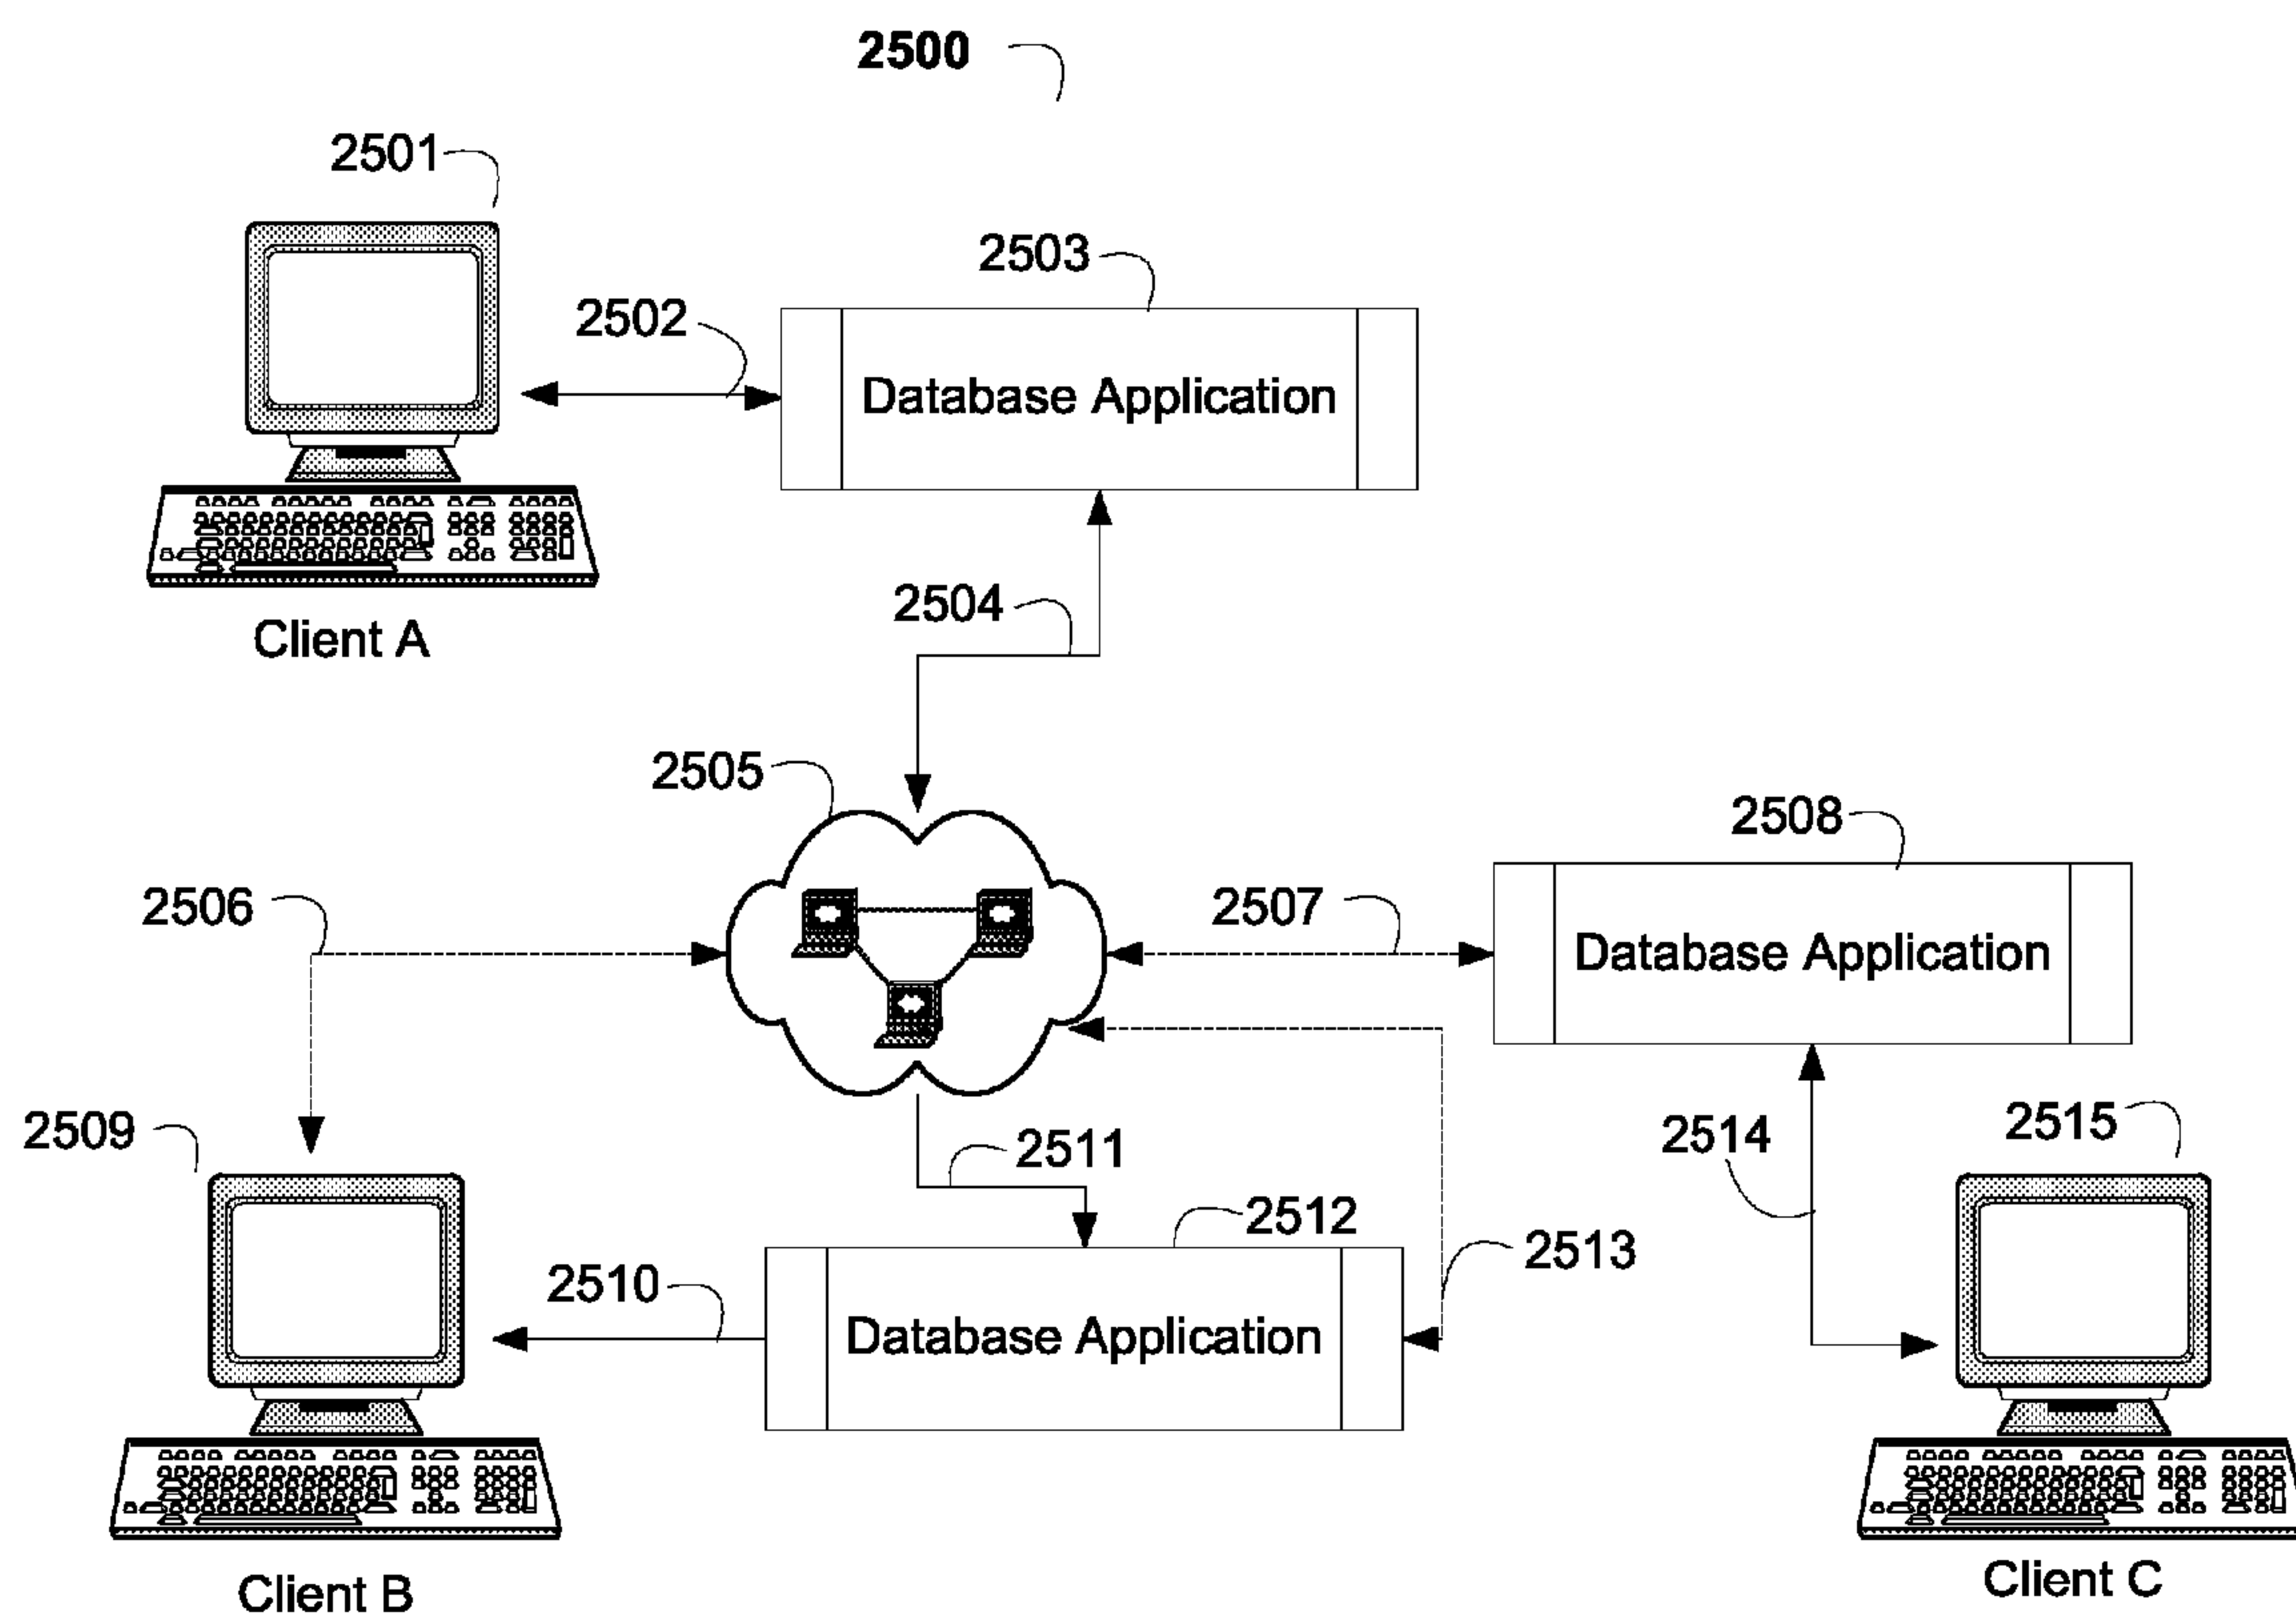 2500
2501
2503
2502
Database Application
2504
Client A
2505
2508
2506
2507
Database Application
2509
2511
2514
2515
2512
2513
2510
Database Application
Client B
Client C